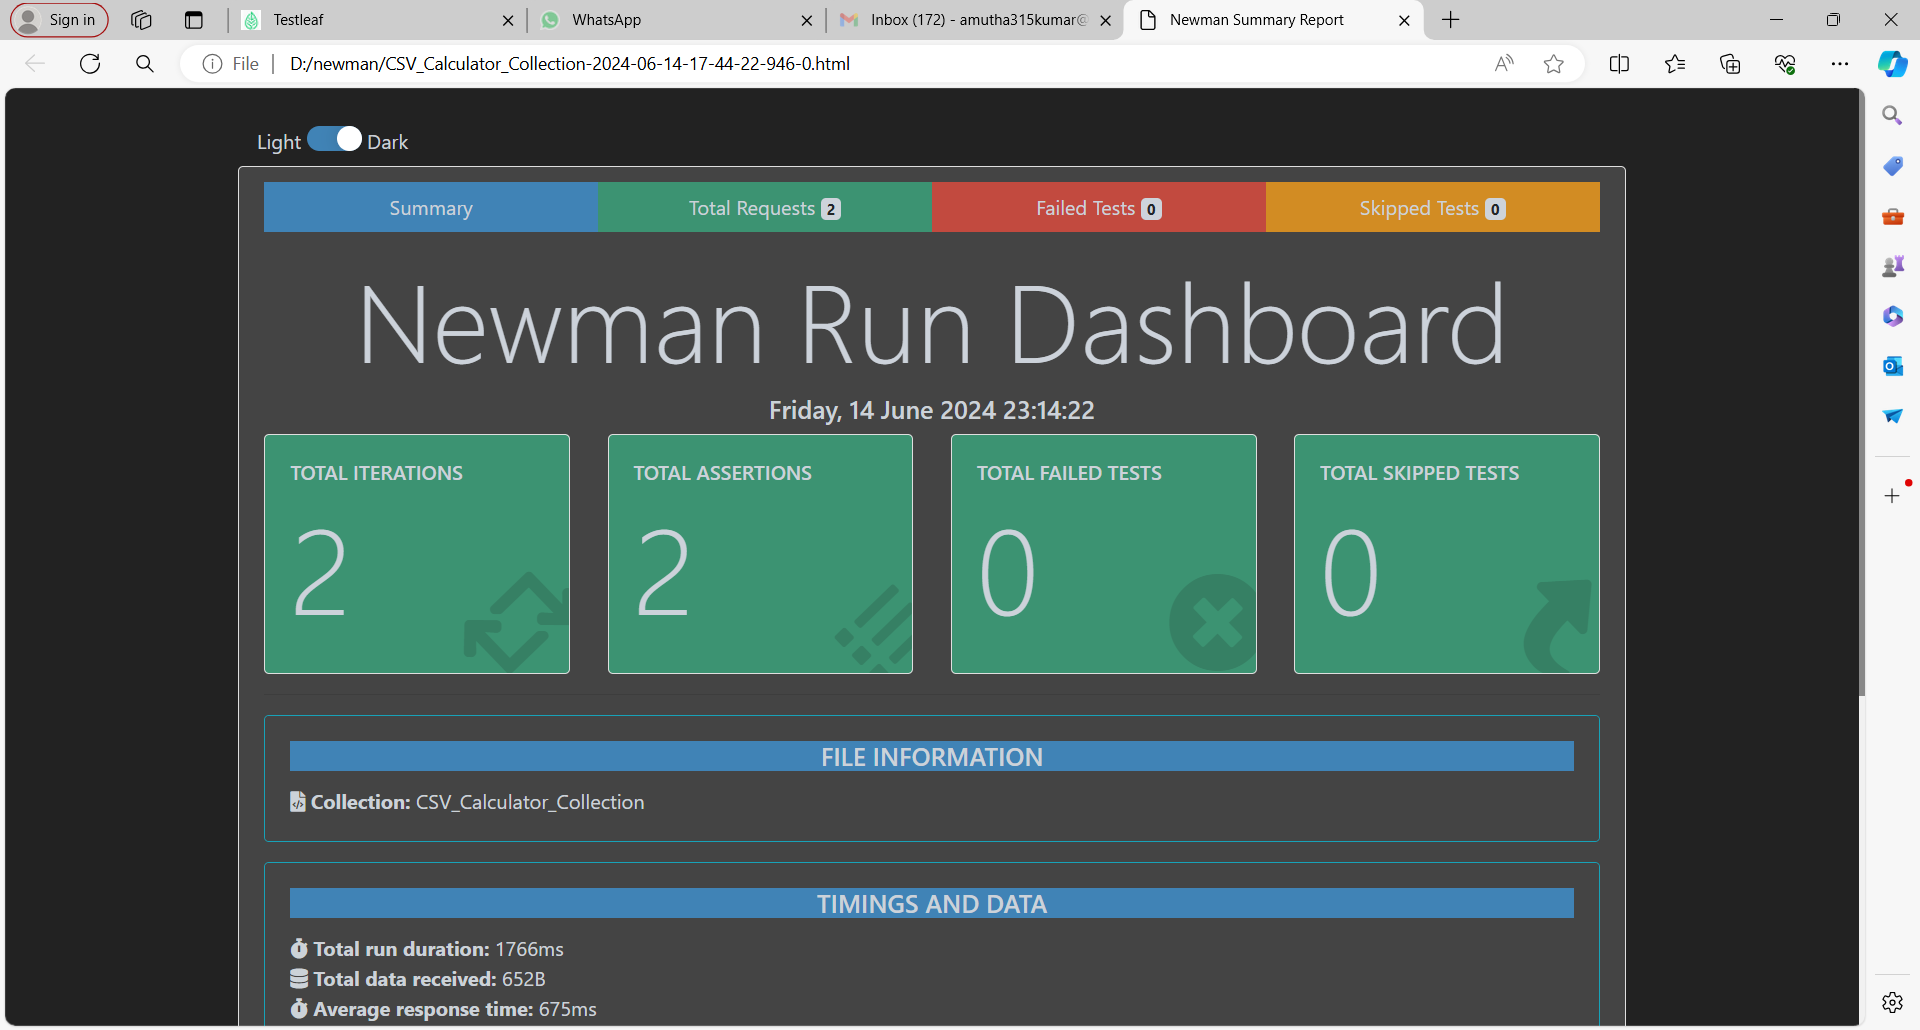 Sign in
Testleaf
WhatsApp
Inbox (172) - amutha315kumar@
Newman Summary Report
File
D:/newman/CSV_Calculator_Collection-2024-06-14-17-44-22-946-0.html
Light Dark
Summary
Total Requests 2
Failed Tests 0
Skipped Tests 0
Newman Run Dashboard
Friday, 14 June 2024 23:14:22
TOTAL ITERATIONS
2
TOTAL ASSERTIONS
2
TOTAL FAILED TESTS
0
TOTAL SKIPPED TESTS
0
FILE INFORMATION
Collection: CSV_Calculator_Collection
TIMINGS AND DATA
Total run duration: 1766ms
Total data received: 652B
Average response time: 675ms